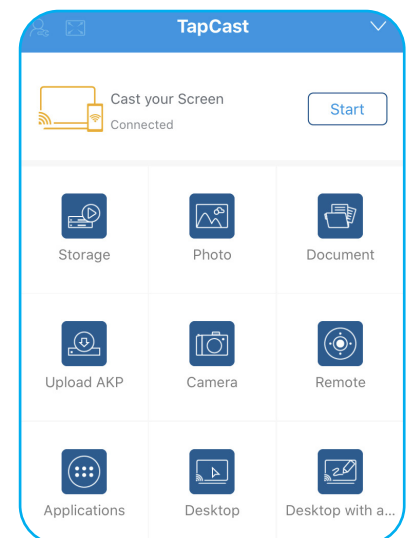 TapCast
Cast your Screen
Connected
Start
Storage
Photo
Document
Upload AKP
Camera
Remote
Applications
Desktop
Desktop with a...